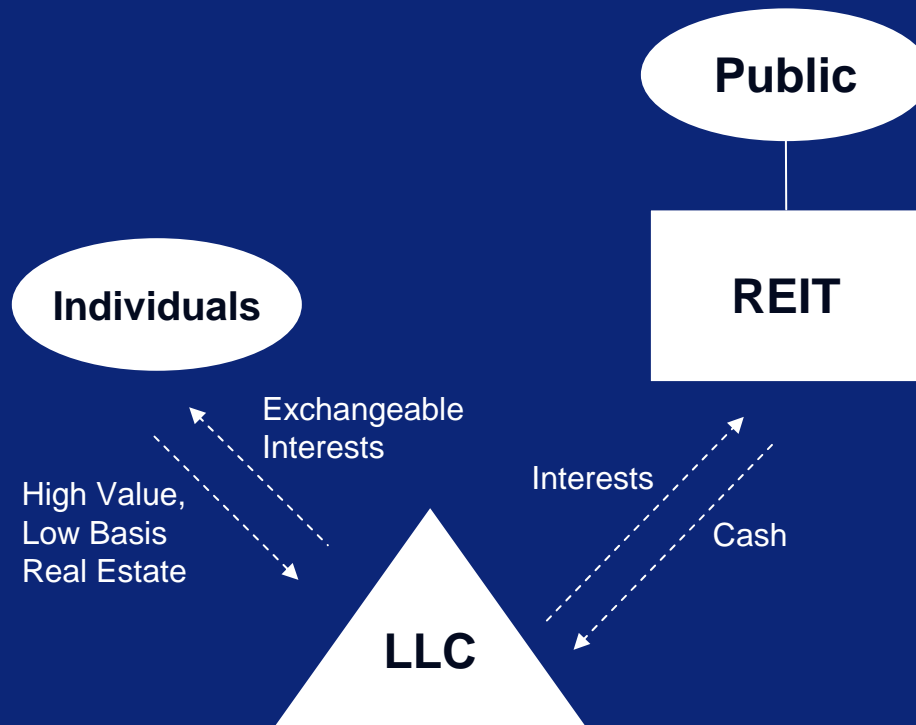 Public
REIT
Individuals
Exchangeable
Interests
High Value,
Low Basis
Real Estate
Interests
Cash
LLC